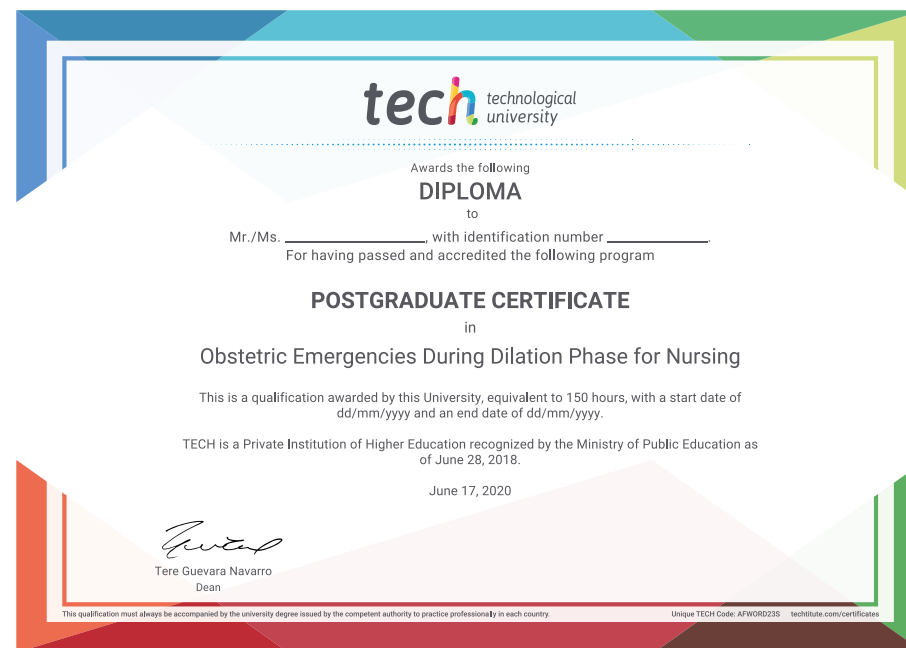 tech technological
university
Awards the following
DIPLOMA
to
Mr./Ms. ____________________, with identification number ______________.
For having passed and accredited the following program
POSTGRADUATE CERTIFICATE
in
Obstetric Emergencies During Dilation Phase for Nursing
This is a qualification awarded by this University, equivalent to 150 hours, with a start date of
dd/mm/yyyy and an end date of dd/mm/yyyy.
TECH is a Private Institution of Higher Education recognized by the Ministry of Public Education as
of June 28, 2018.
June 17, 2020
Tere Guevara Navarro
Dean
This qualification must always be accompanied by the university degree issued by the competent authority to practice professionally in each country. Unique TECH Code: AFWORD23S techtitute.com/certificates